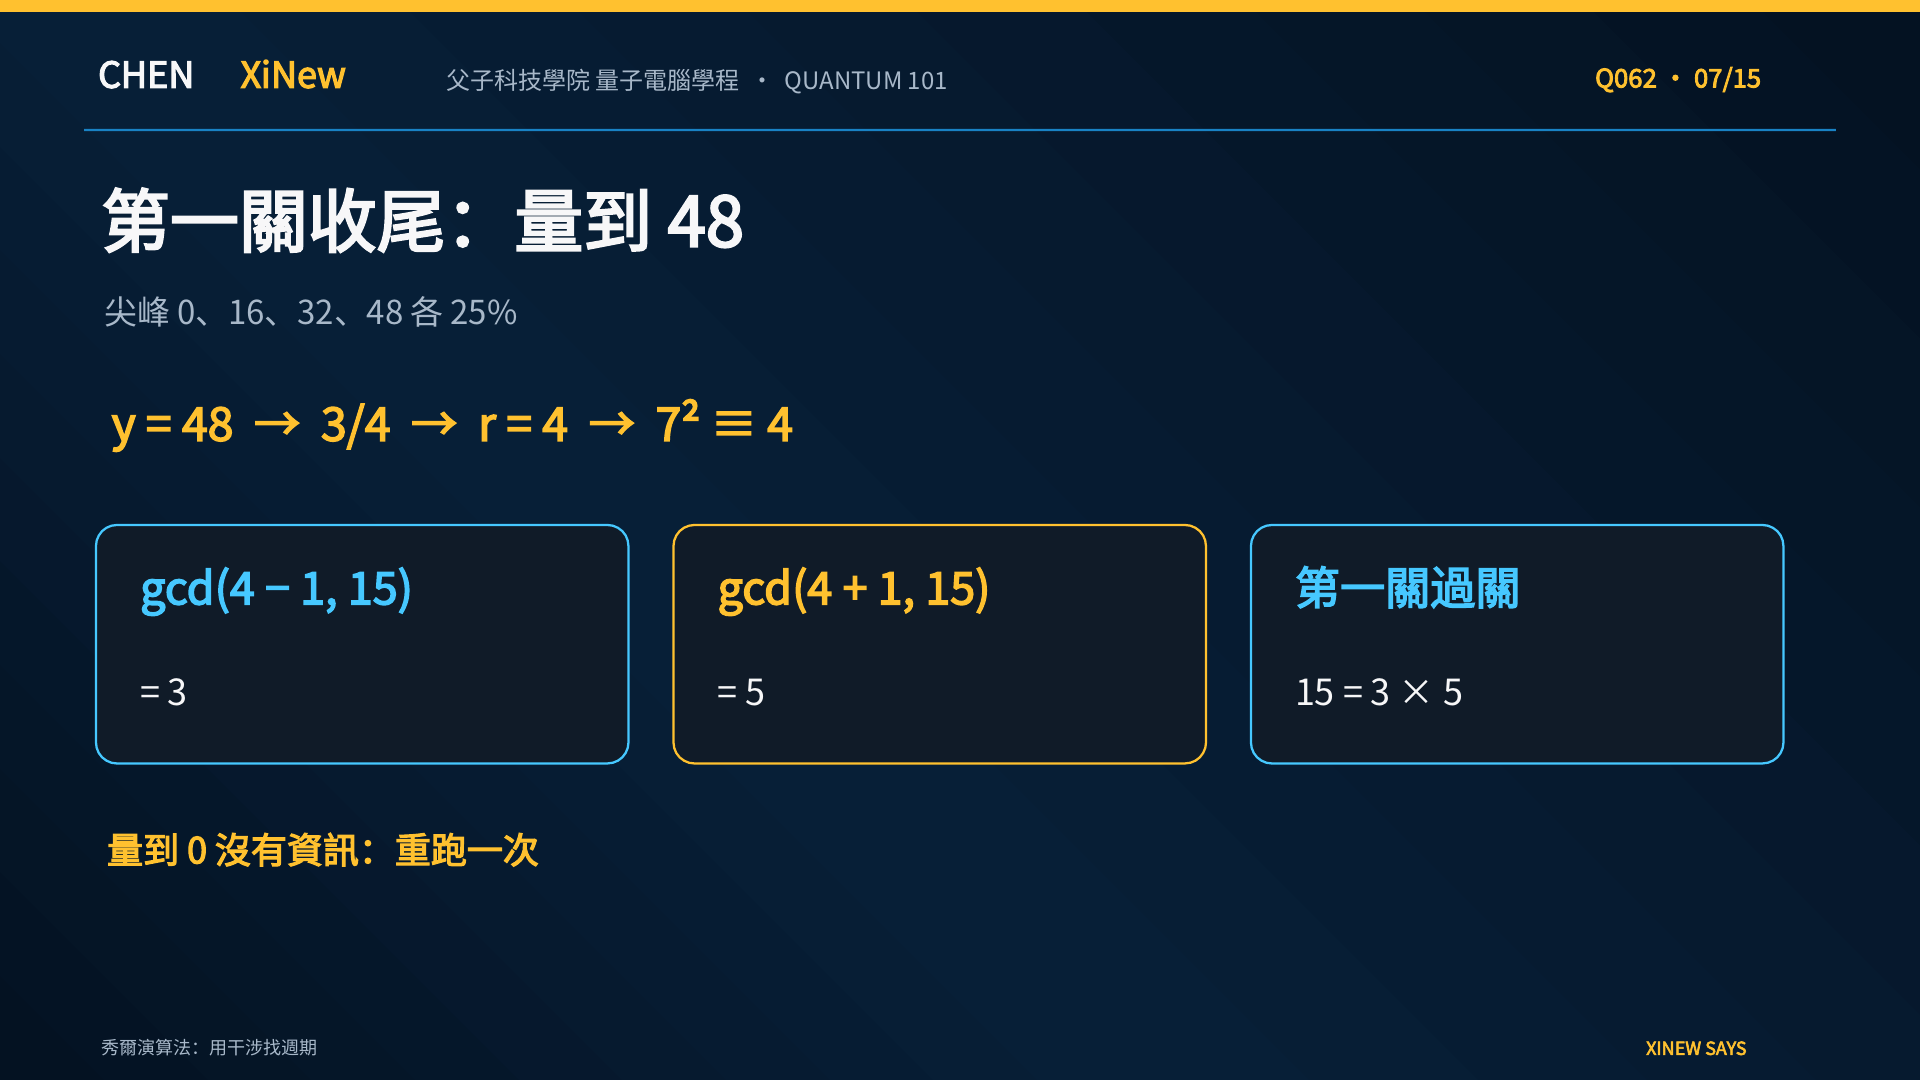 CHEN XiNew 父子科技學院 量子電腦學程 · QUANTUM 101 Q062 · 07/15
第一關收尾：量到 48
尖峰 0、16、32、48 各 25%
y = 48 → 3/4 → r = 4 → 7² ≡ 4
gcd(4 − 1, 15)
= 3
gcd(4 + 1, 15)
= 5
第一關過關
15 = 3 × 5
量到 0 沒有資訊：重跑一次
秀爾演算法：用干涉找週期
XINEW SAYS